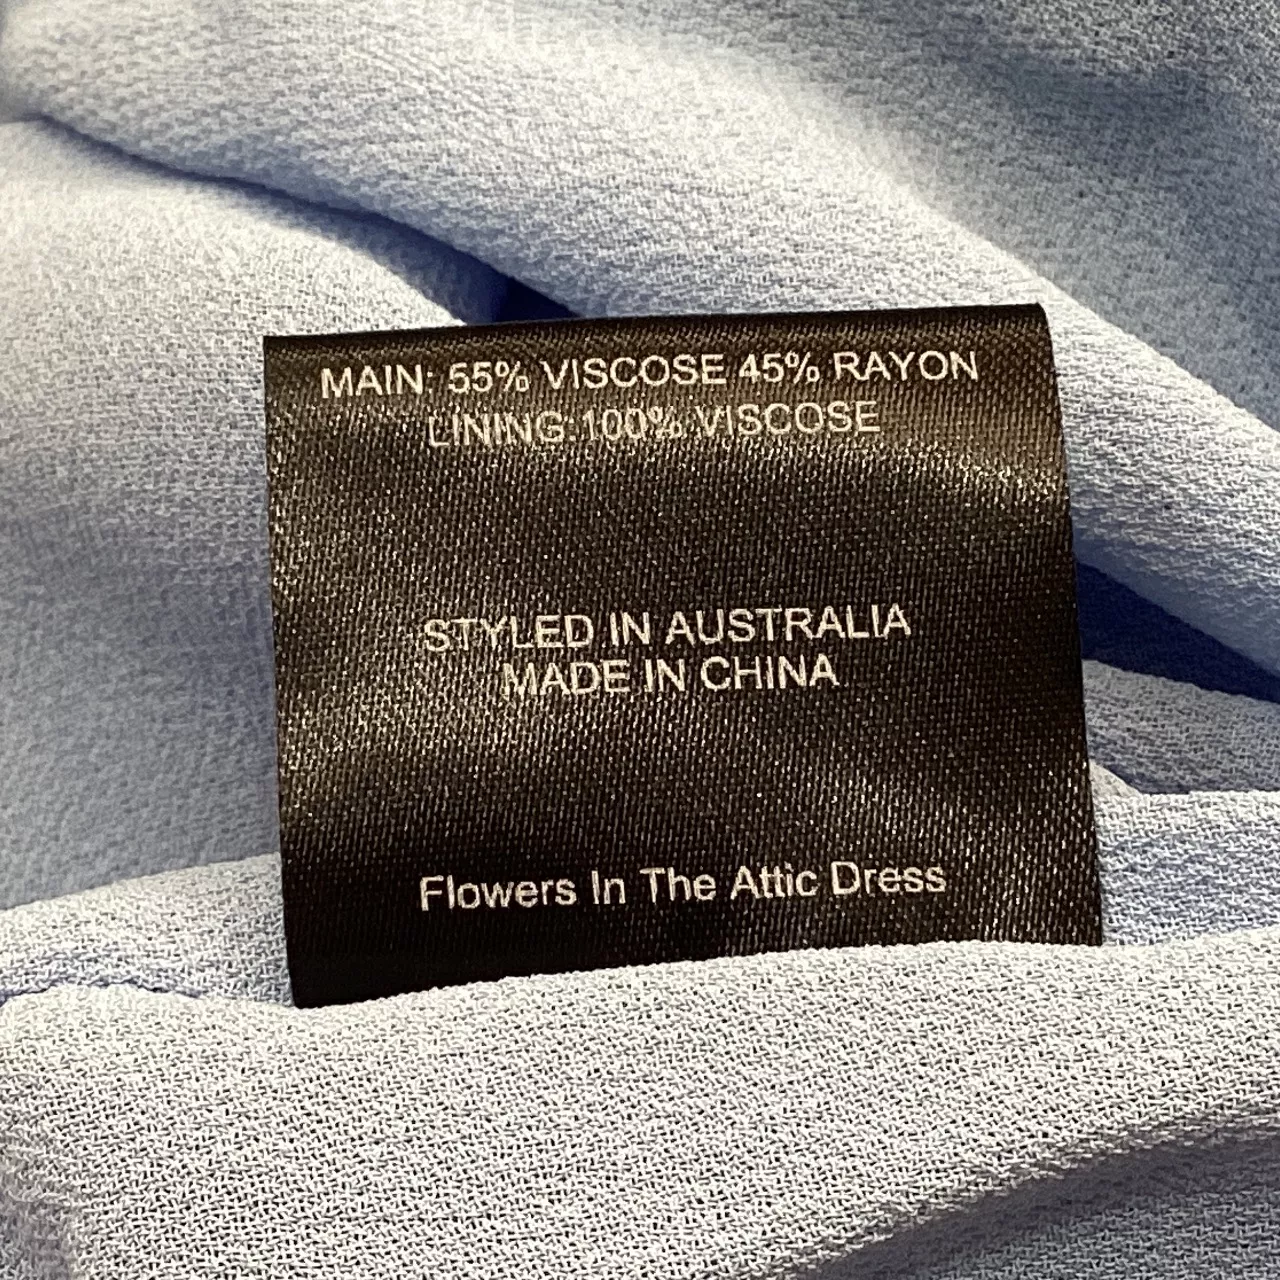 MAIN: 55% VISCOSE 45% RAYON
LINING:100% VISCOSE
STYLED IN AUSTRALIA
MADE IN CHINA
Flowers In The Attic Dress